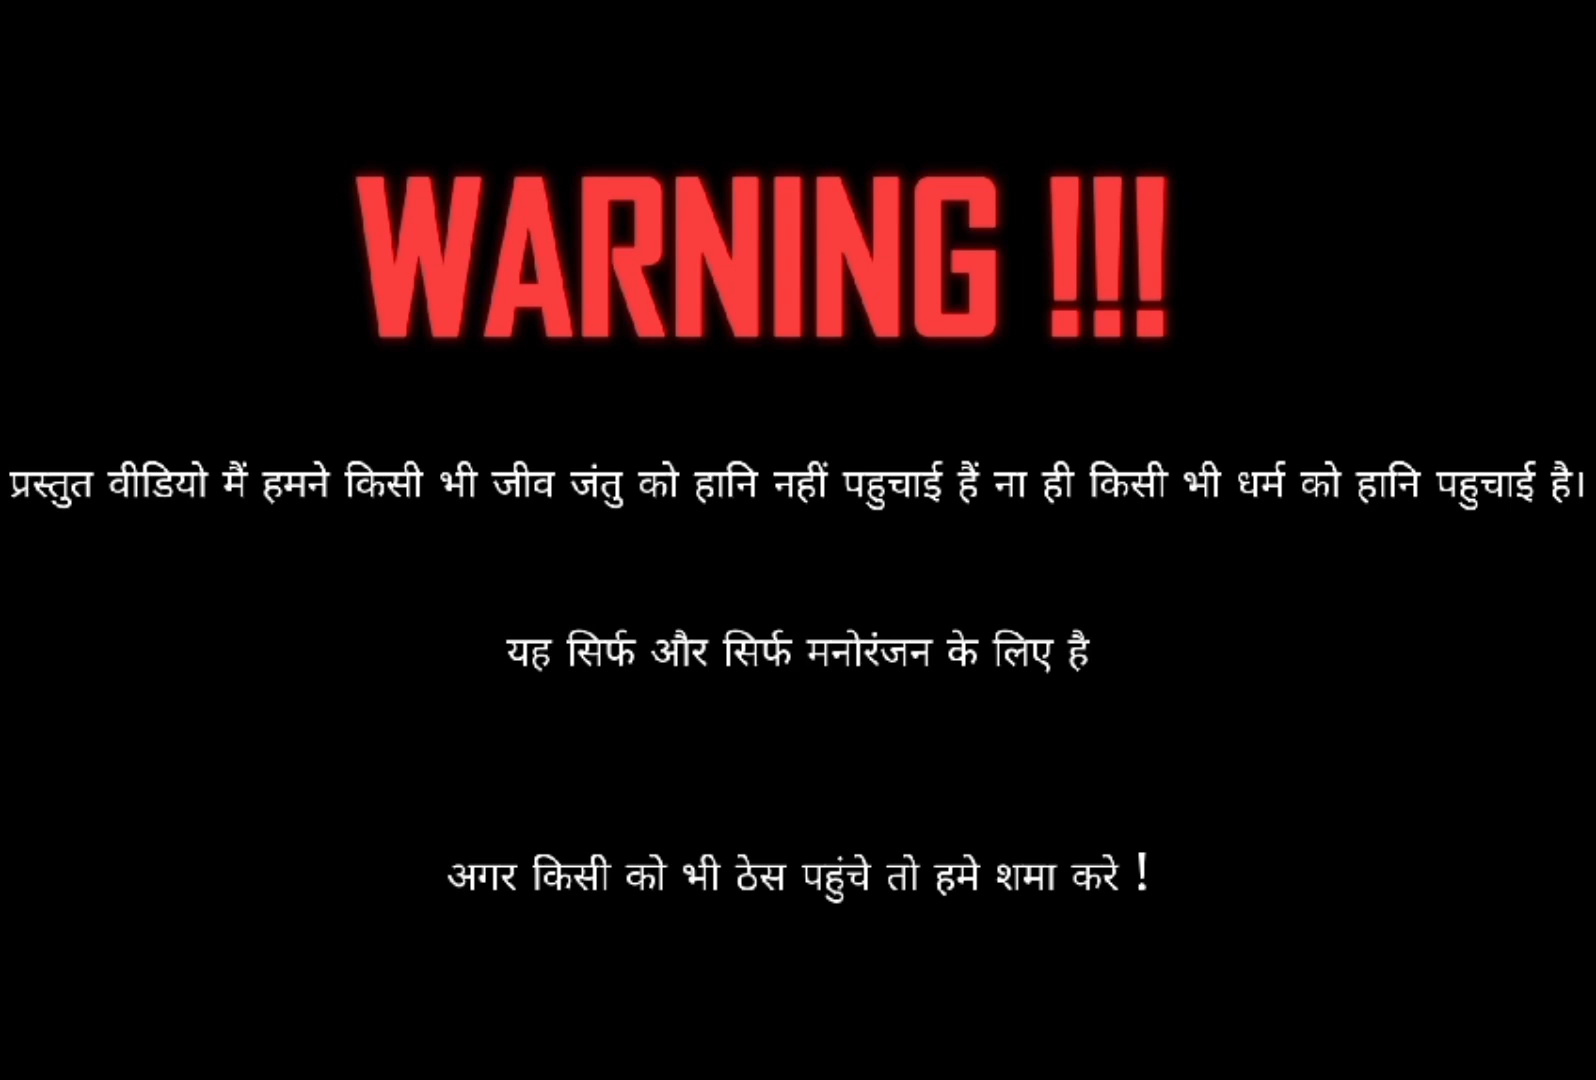 WARNING !!!
प्रस्तुत वीडियो मैं हमने किसी भी जीव जंतु को हानि नहीं पहुचाई हैं ना ही किसी भी धर्म को हानि पहुचाई है।
यह सिर्फ और सिर्फ मनोरंजन के लिए है
अगर किसी को भी ठेस पहुंचे तो हमे शमा करे !